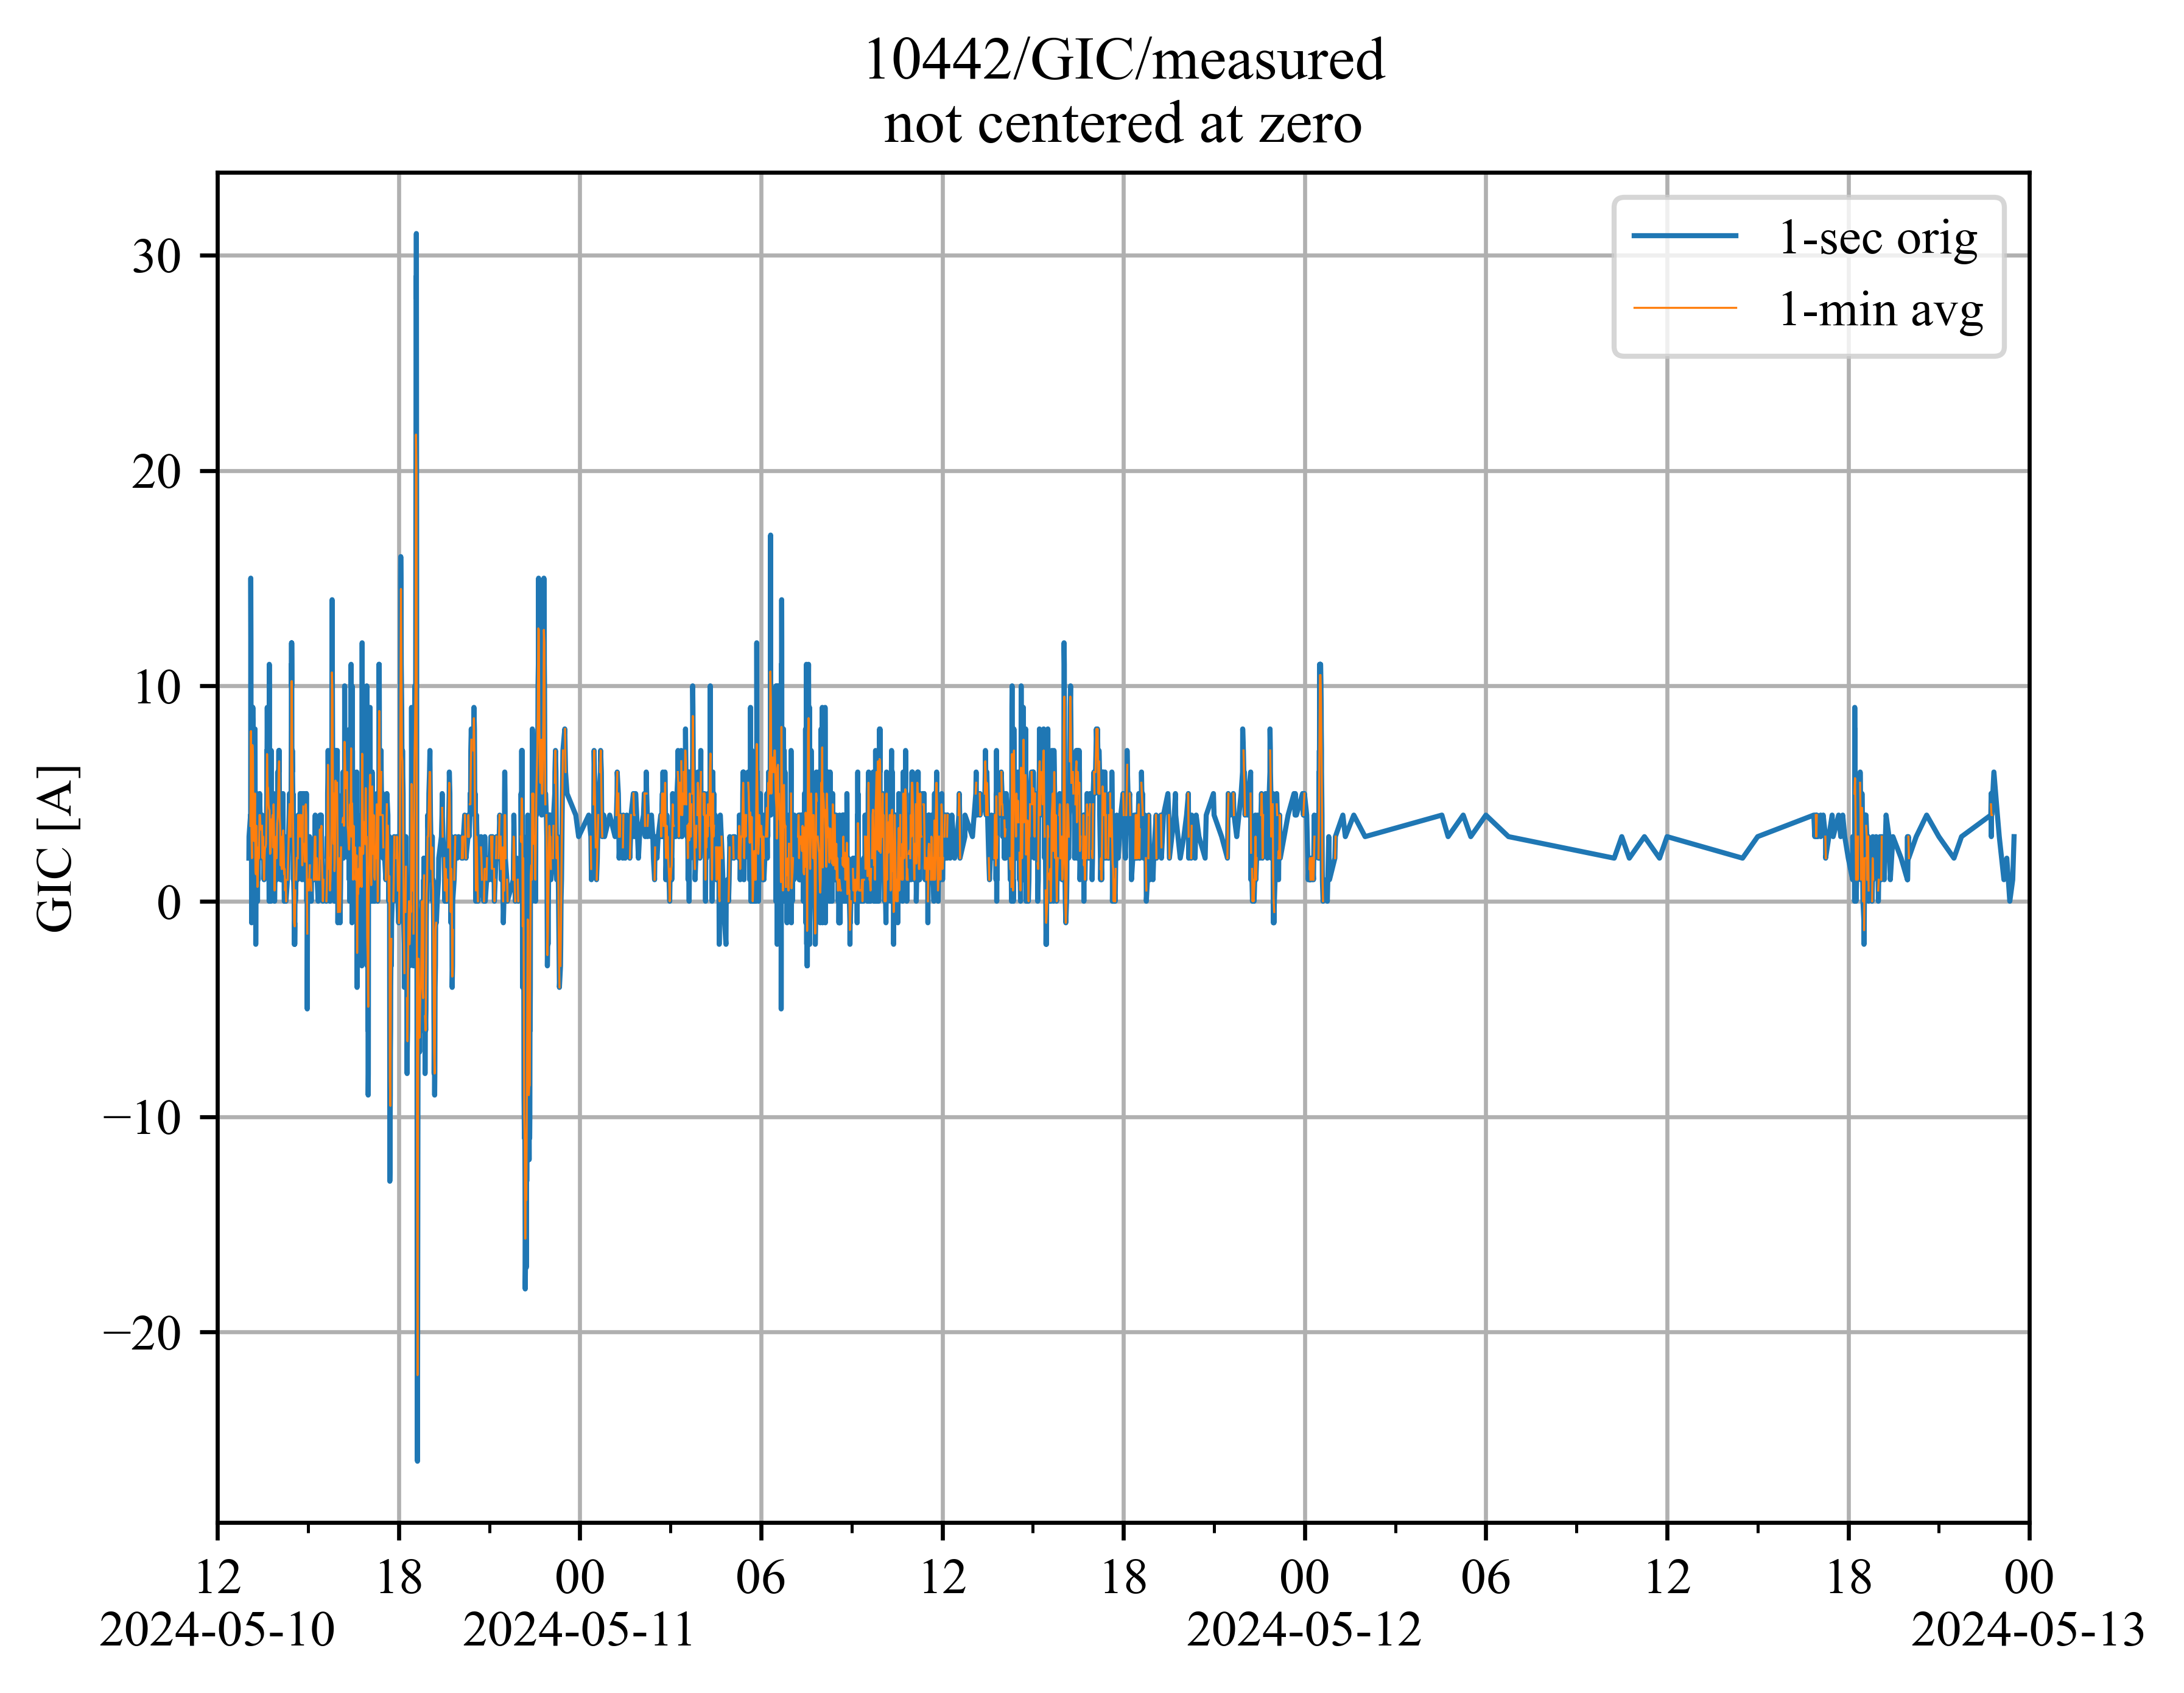 10442/GIC/measured
not centered at zero
1-sec orig
1-min avg
GIC [A]
30
20
10
0
−10
−20
12 18 00 06 12 18 00 06 12 18 00
2024-05-10 2024-05-11 2024-05-12 2024-05-13